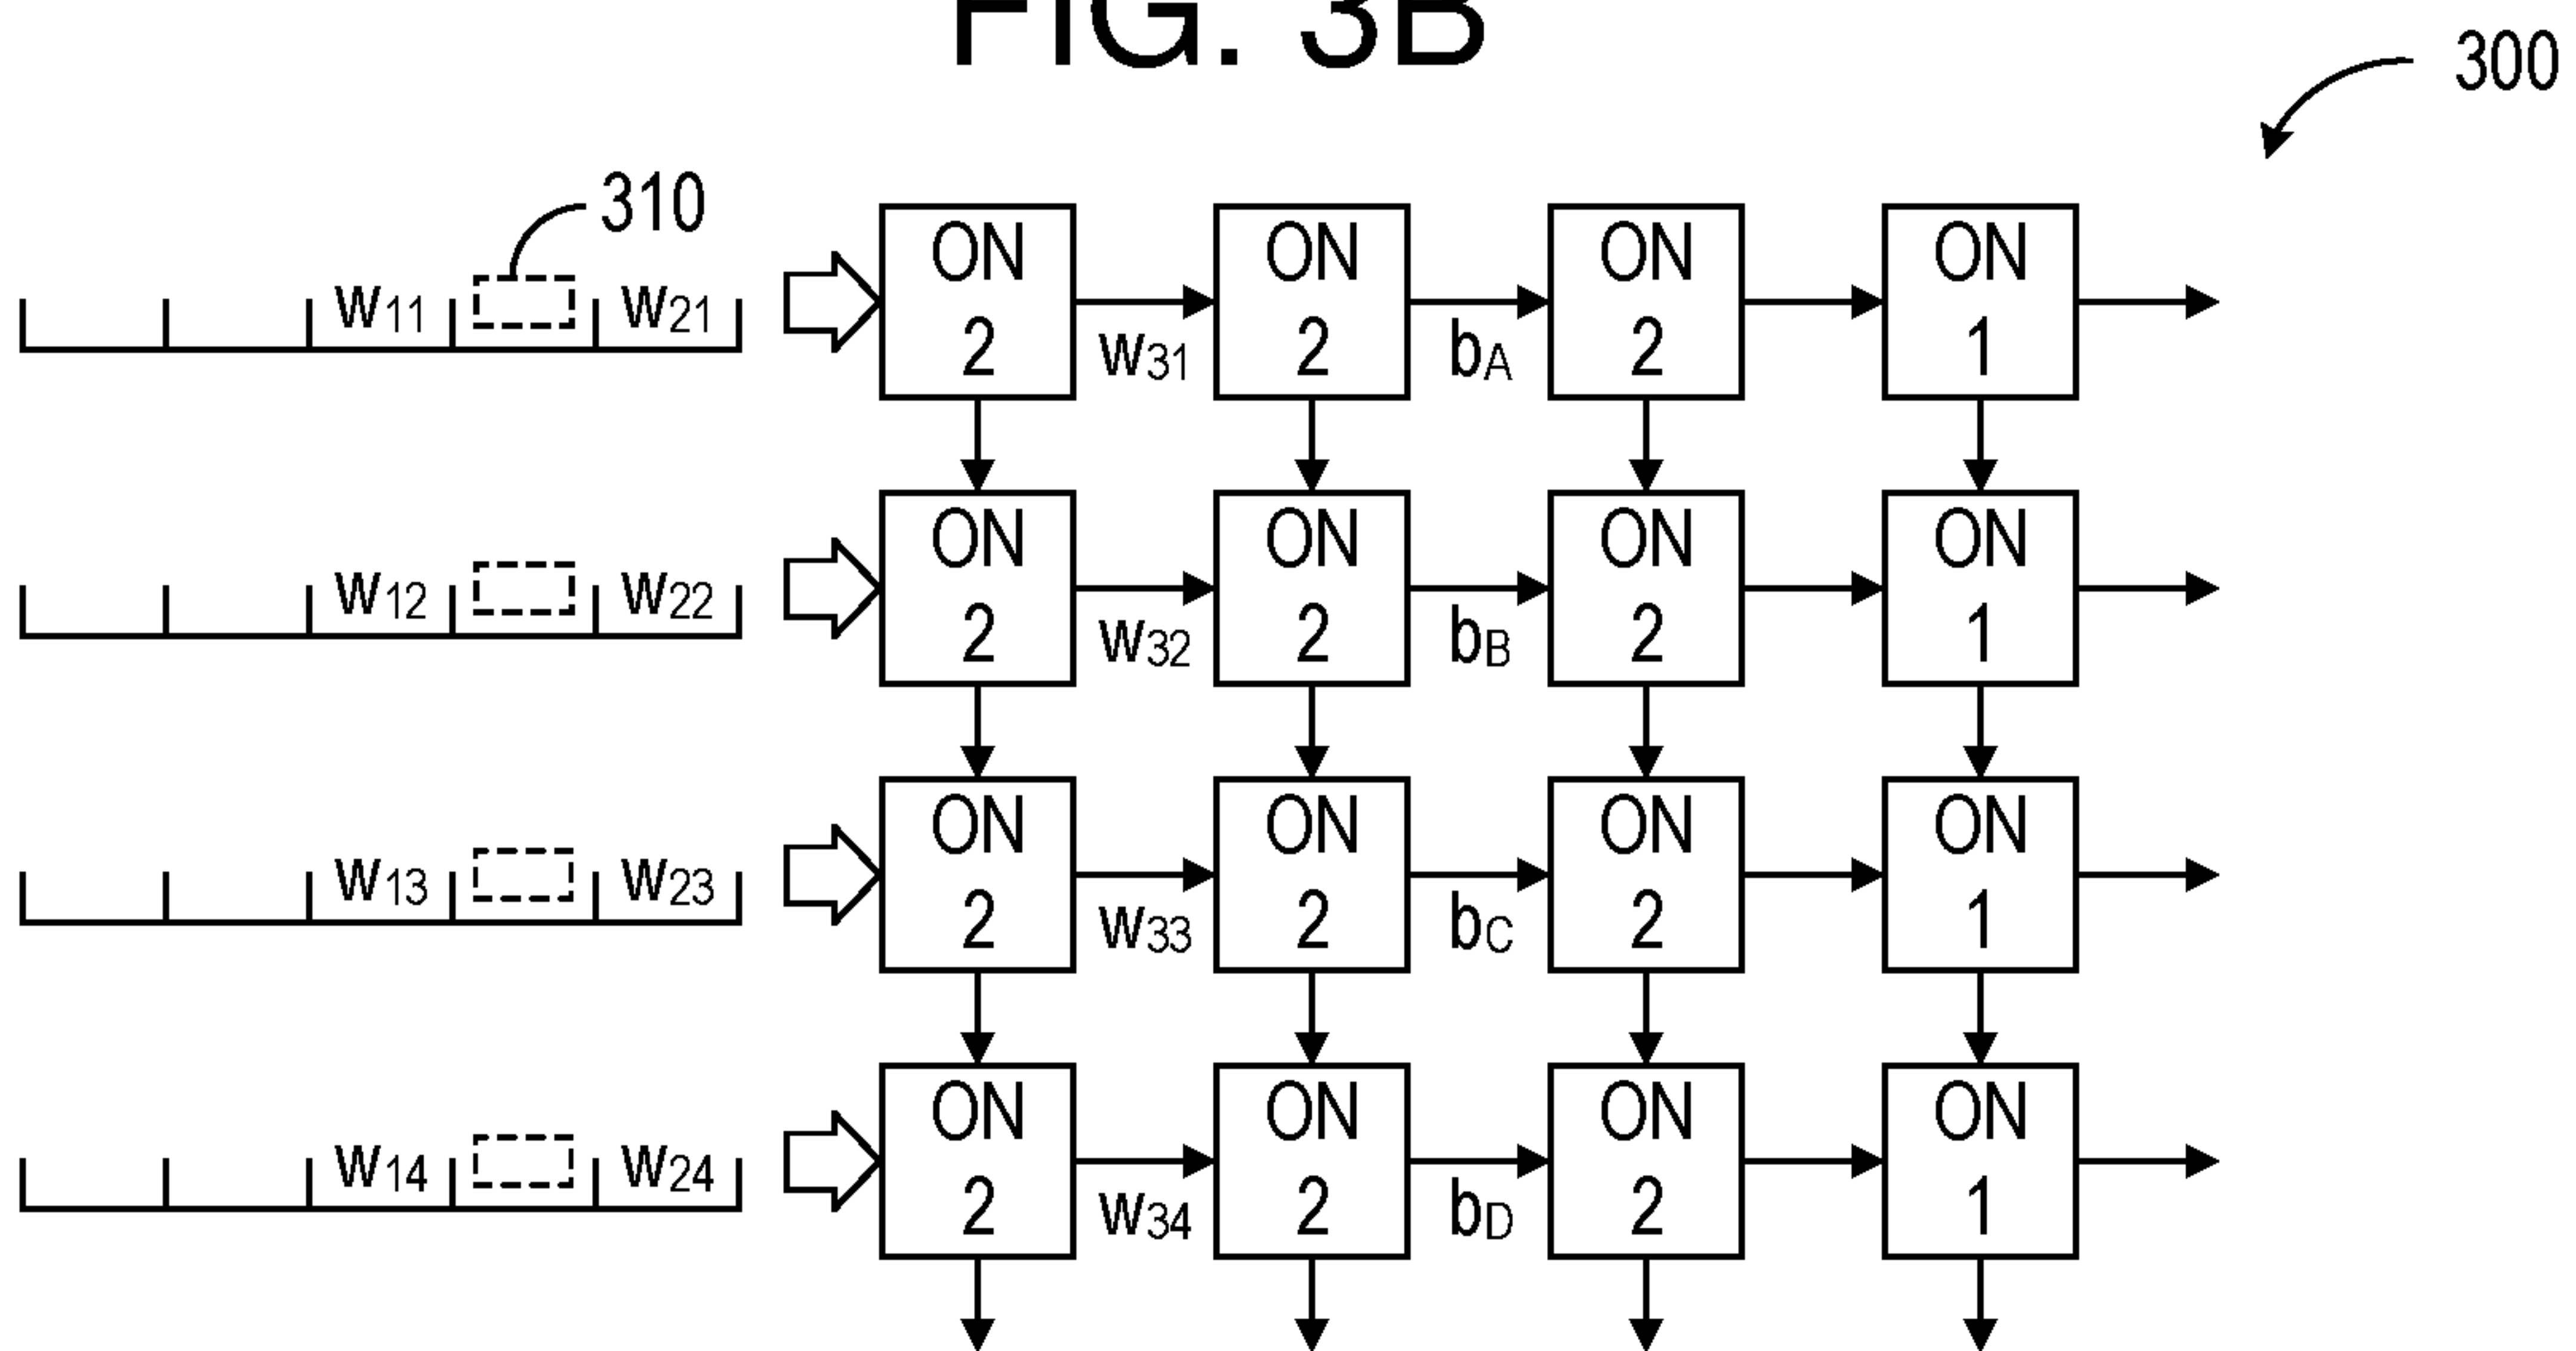 FIG. 3B
300
310
w11 w21 ON ON ON ON
2 w31 2 bA 2 1
w12 w22 ON ON ON ON
2 w32 2 bB 2 1
w13 w23 ON ON ON ON
2 w33 2 bC 2 1
w14 w24 ON ON ON ON
2 w34 2 bD 2 1